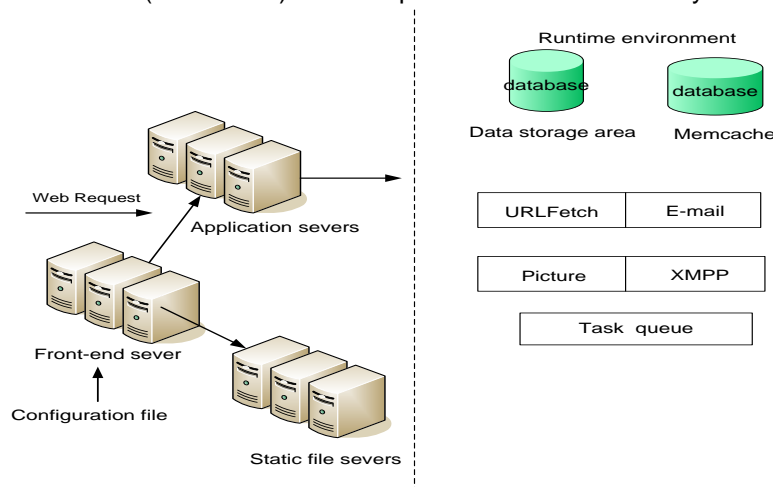 Runtime environment
database
database
Data storage area
Memcache
Web Request
Application severs
URLFetch
E-mail
Picture
XMPP
Task queue
Front-end sever
Configuration file
Static file severs